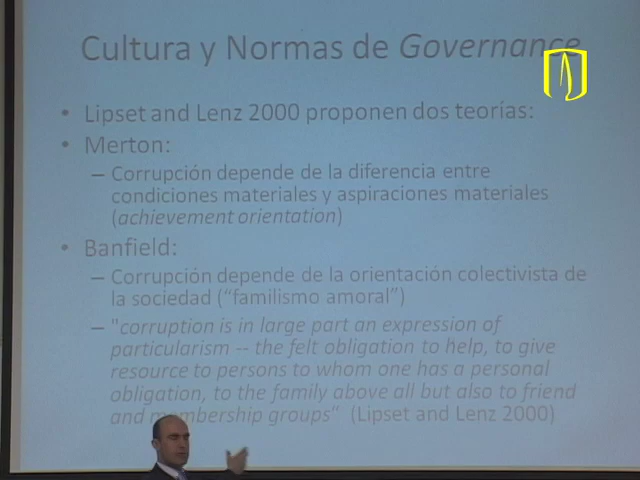 Cultura y Normas de Governance
• Lipset and Lenz 2000 proponen dos teorías:
• Merton:
– Corrupción depende de la diferencia entre
condiciones materiales y aspiraciones materiales
(achievement orientation)
• Banfield:
– Corrupción depende de la orientación colectivista de
la sociedad ("familismo amoral")
– "corruption is in large part an expression of
particularism -- the felt obligation to help, to give
resource to persons to whom one has a personal
obligation, to the family above all but also to friend
and membership groups" (Lipset and Lenz 2000)